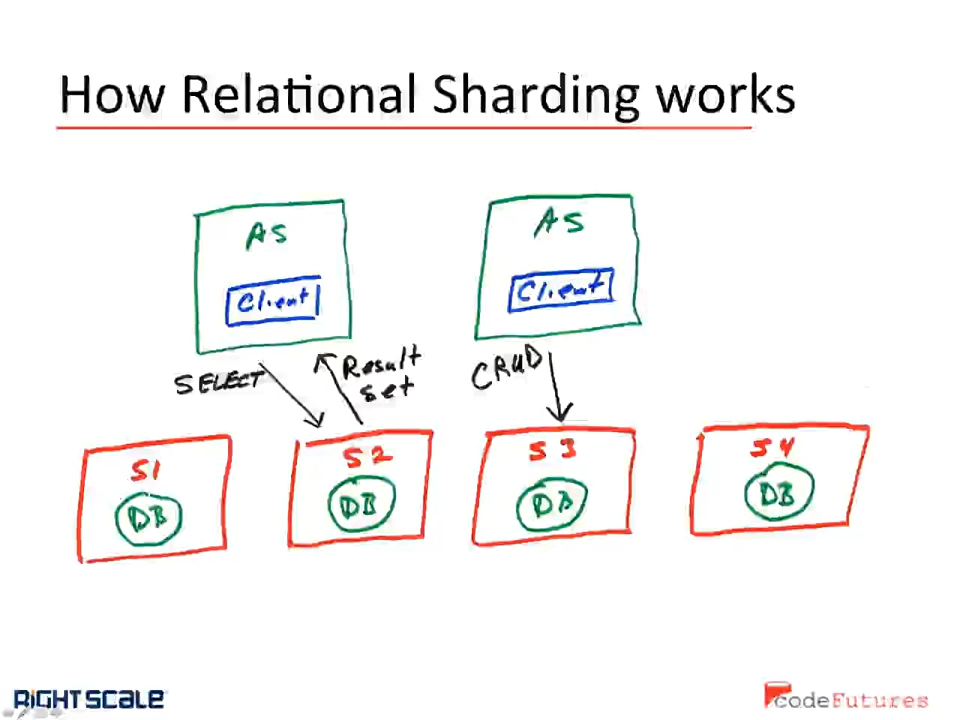 How Relational Sharding works
AS
Client
AS
Client
SELECT
Result
set
CRUD
S1
DB
S2
DB
S3
DB
S4
DB
RIGHTSCALE
codeFutures